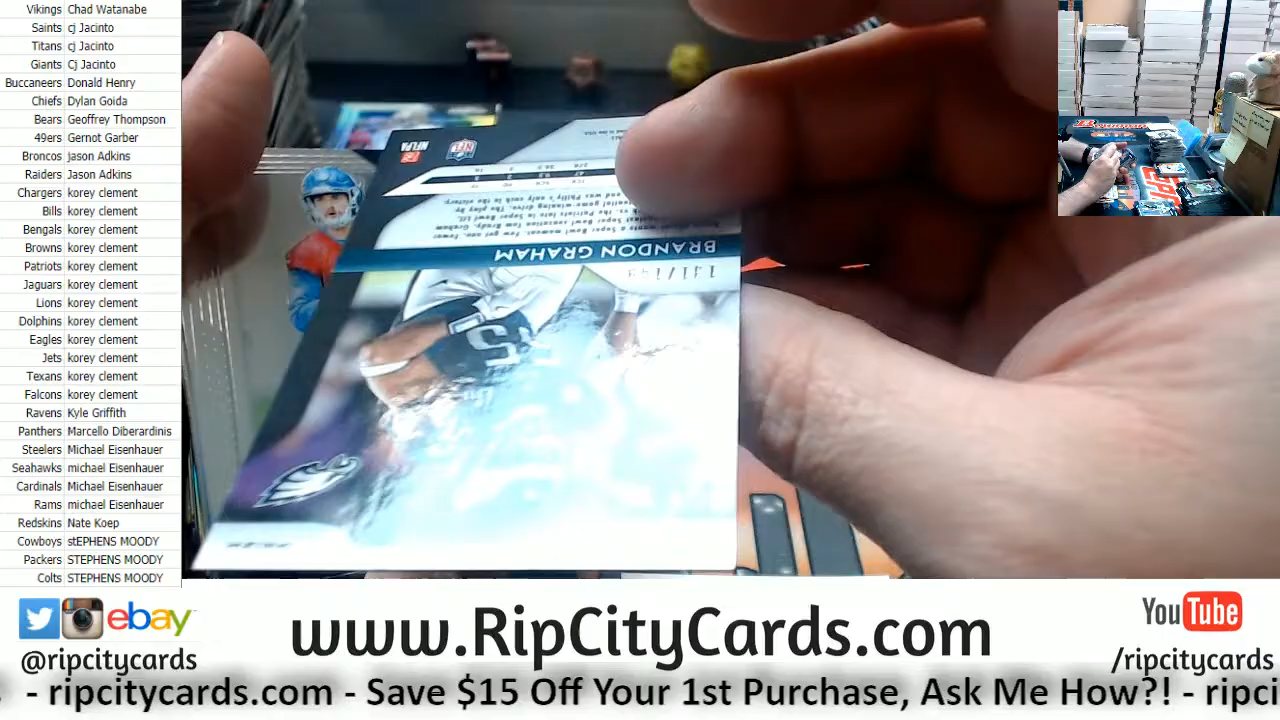 Vikings Chad Watanabe
Saints cj Jacinto
Titans cj Jacinto
Giants Cj Jacinto
Buccaneers Donald Henry
Chiefs Dylan Goida
Bears Geoffrey Thompson
49ers Gernot Garber
Broncos jason Adkins
Raiders Jason Adkins
Chargers korey clement
Bills korey clement
Bengals korey clement
Browns korey clement
Patriots korey clement
Jaguars korey clement
Lions korey clement
Dolphins korey clement
Eagles korey clement
Jets korey clement
Texans korey clement
Falcons korey clement
Ravens Kyle Griffith
Panthers Marcello Diberardinis
Steelers Michael Eisenhauer
Seahawks michael Eisenhauer
Cardinals Michael Eisenhauer
Rams michael Eisenhauer
Redskins Nate Koep
Cowboys stEPHENS MOODY
Packers STEPHENS MOODY
Colts STEPHENS MOODY
NFLPA
BRANDON GRAHAM
ebay
@ripcitycards
www.RipCityCards.com
YouTube
/ripcitycards
- ripcitycards.com - Save $15 Off Your 1st Purchase, Ask Me How?! - ripci